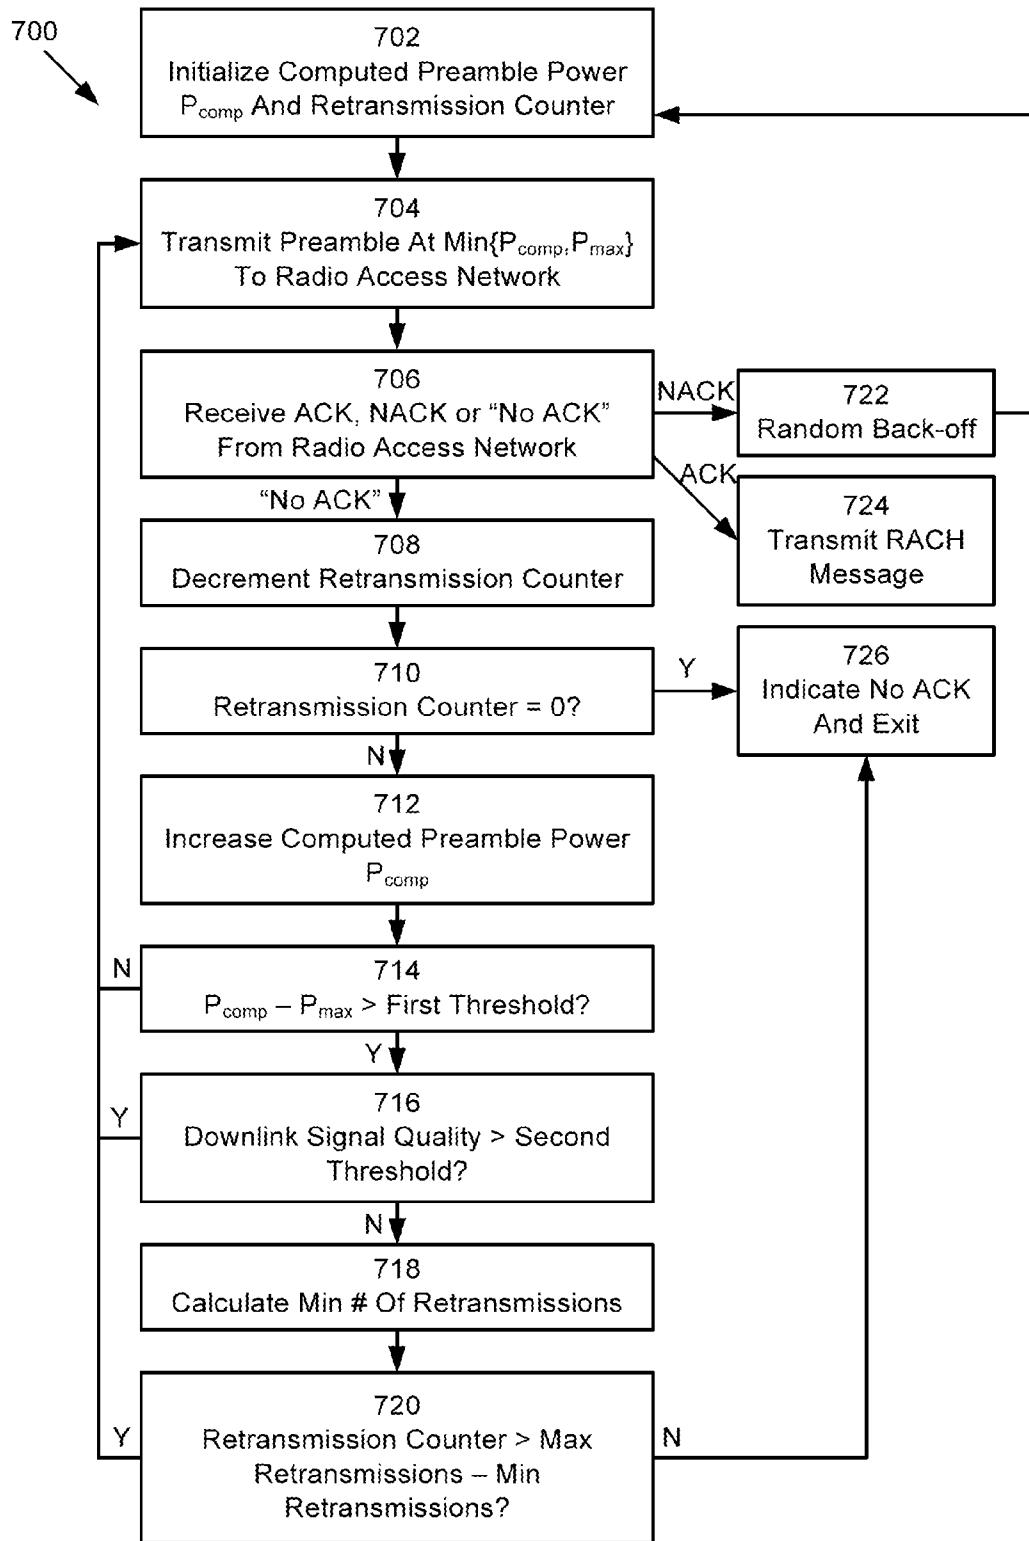 700
702
Initialize Computed Preamble Power
Pcomp And Retransmission Counter
704
Transmit Preamble At Min{Pcomp,Pmax}
To Radio Access Network
706
Receive ACK, NACK or “No ACK”
From Radio Access Network
NACK
722
Random Back-off
ACK
724
Transmit RACH
Message
“No ACK”
708
Decrement Retransmission Counter
710
Retransmission Counter = 0?
Y
726
Indicate No ACK
And Exit
N
712
Increase Computed Preamble Power
Pcomp
N
714
Pcomp – Pmax > First Threshold?
Y
Y
716
Downlink Signal Quality > Second
Threshold?
N
718
Calculate Min # Of Retransmissions
Y
720
Retransmission Counter > Max
Retransmissions – Min
Retransmissions?
N